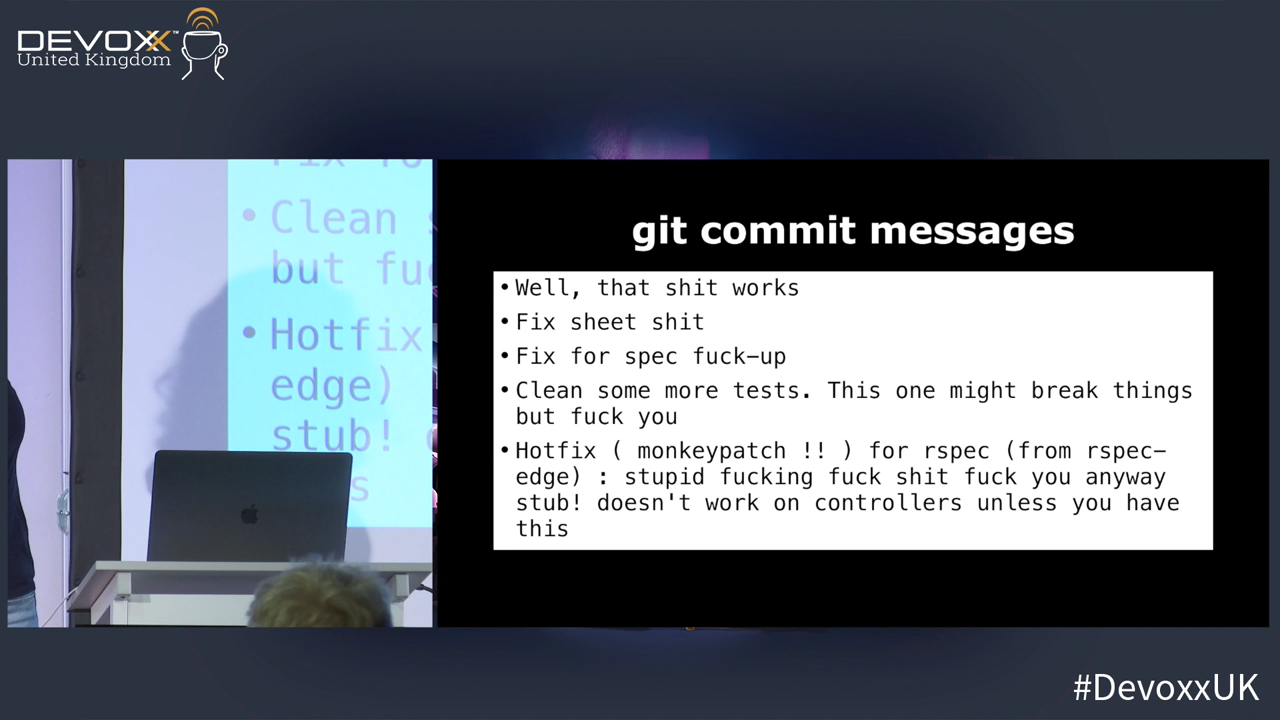 DEVOXX™
United Kingdom
Clean
but fu
Hotfix
edge)
stub!
s
git commit messages
• Well, that shit works
• Fix sheet shit
• Fix for spec fuck-up
• Clean some more tests. This one might break things
but fuck you
• Hotfix ( monkeypatch !! ) for rspec (from rspec-
edge) : stupid fucking fuck shit fuck you anyway
stub! doesn't work on controllers unless you have
this
#DevoxxUK